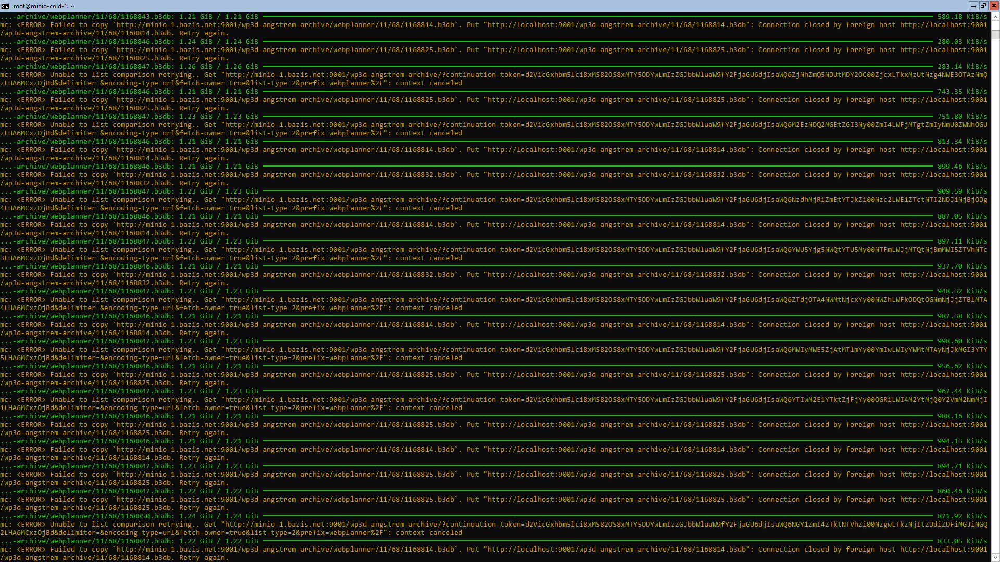 root@minio-cold-1: ~
...-archive/webplanner/11/68/1168843.b3db: 1.21 GiB / 1.21 GiB 589.18 KiB/s
mc: <ERROR> Failed to copy `http://minio-1.bazis.net:9001/wp3d-angstrem-archive/webplanner/11/68/1168814.b3db`. Put "http://localhost:9001/wp3d-angstrem-archive/11/68/1168814.b3db": Connection closed by foreign host http://localhost:9001
/wp3d-angstrem-archive/11/68/1168814.b3db. Retry again.
...-archive/webplanner/11/68/1168846.b3db: 1.24 GiB / 1.24 GiB 280.03 KiB/s
mc: <ERROR> Failed to copy `http://minio-1.bazis.net:9001/wp3d-angstrem-archive/webplanner/11/68/1168825.b3db`. Put "http://localhost:9001/wp3d-angstrem-archive/11/68/1168825.b3db": Connection closed by foreign host http://localhost:9001
/wp3d-angstrem-archive/11/68/1168825.b3db. Retry again.
...-archive/webplanner/11/68/1168847.b3db: 1.26 GiB / 1.26 GiB 283.14 KiB/s
mc: <ERROR> Unable to list comparison retrying.. Get "http://minio-1.bazis.net:9001/wp3d-angstrem-archive/?continuation-token=d2VicGxhbm5lci8xMS82OS8xMTY5ODYwLmIzZGJbbWluaW9fY2FjaGU6djIsaWQ6ZjNhZmQ5NDUtMDY2OC00ZjcxLTkxMzUtNzg4NWE3OTAzNmQ
zLHA6MCxzOjBd&delimiter=&encoding-type=url&fetch-owner=true&list-type=2&prefix=webplanner%2F": context canceled
...-archive/webplanner/11/68/1168846.b3db: 1.21 GiB / 1.21 GiB 743.35 KiB/s
mc: <ERROR> Failed to copy `http://minio-1.bazis.net:9001/wp3d-angstrem-archive/webplanner/11/68/1168825.b3db`. Put "http://localhost:9001/wp3d-angstrem-archive/11/68/1168825.b3db": Connection closed by foreign host http://localhost:9001
/wp3d-angstrem-archive/11/68/1168825.b3db. Retry again.
...-archive/webplanner/11/68/1168847.b3db: 1.23 GiB / 1.23 GiB 751.80 KiB/s
mc: <ERROR> Unable to list comparison retrying.. Get "http://minio-1.bazis.net:9001/wp3d-angstrem-archive/?continuation-token=d2VicGxhbm5lci8xMS82OS8xMTY5ODYwLmIzZGJbbWluaW9fY2FjaGU6djIsaWQ6M2EzNDQ2MGEtZGI3Ny00ZmI4LWFjMTgtZmIyNmU0ZWNhOGU
zLHA6MCxzOjBd&delimiter=&encoding-type=url&fetch-owner=true&list-type=2&prefix=webplanner%2F": context canceled
...-archive/webplanner/11/68/1168846.b3db: 1.21 GiB / 1.21 GiB 813.34 KiB/s
mc: <ERROR> Failed to copy `http://minio-1.bazis.net:9001/wp3d-angstrem-archive/webplanner/11/68/1168814.b3db`. Put "http://localhost:9001/wp3d-angstrem-archive/11/68/1168814.b3db": Connection closed by foreign host http://localhost:9001
/wp3d-angstrem-archive/11/68/1168814.b3db. Retry again.
...-archive/webplanner/11/68/1168846.b3db: 1.21 GiB / 1.21 GiB 899.46 KiB/s
mc: <ERROR> Failed to copy `http://minio-1.bazis.net:9001/wp3d-angstrem-archive/webplanner/11/68/1168832.b3db`. Put "http://localhost:9001/wp3d-angstrem-archive/11/68/1168832.b3db": Connection closed by foreign host http://localhost:9001
/wp3d-angstrem-archive/11/68/1168832.b3db. Retry again.
...-archive/webplanner/11/68/1168847.b3db: 1.23 GiB / 1.23 GiB 909.59 KiB/s
mc: <ERROR> Unable to list comparison retrying.. Get "http://minio-1.bazis.net:9001/wp3d-angstrem-archive/?continuation-token=d2VicGxhbm5lci8xMS82OS8xMTY5ODYwLmIzZGJbbWluaW9fY2FjaGU6djIsaWQ6NzdhMjRiZmEtYTJkZi00Nzc2LWE1ZTctNTI2NDJiNjBjODg
4LHA6MCxzOjBd&delimiter=&encoding-type=url&fetch-owner=true&list-type=2&prefix=webplanner%2F": context canceled
...-archive/webplanner/11/68/1168846.b3db: 1.21 GiB / 1.21 GiB 887.05 KiB/s
mc: <ERROR> Failed to copy `http://minio-1.bazis.net:9001/wp3d-angstrem-archive/webplanner/11/68/1168814.b3db`. Put "http://localhost:9001/wp3d-angstrem-archive/11/68/1168814.b3db": Connection closed by foreign host http://localhost:9001
/wp3d-angstrem-archive/11/68/1168814.b3db. Retry again.
...-archive/webplanner/11/68/1168847.b3db: 1.23 GiB / 1.23 GiB 897.11 KiB/s
mc: <ERROR> Unable to list comparison retrying.. Get "http://minio-1.bazis.net:9001/wp3d-angstrem-archive/?continuation-token=d2VicGxhbm5lci8xMS82OS8xMTY5ODYwLmIzZGJbbWluaW9fY2FjaGU6djIsaWQ6YWU5Yjg5NWQtYTU5My00NTFmLWJjMTQtNjBmMWI5ZTVhNTc
3LHA6MCxzOjBd&delimiter=&encoding-type=url&fetch-owner=true&list-type=2&prefix=webplanner%2F": context canceled
...-archive/webplanner/11/68/1168846.b3db: 1.21 GiB / 1.21 GiB 937.70 KiB/s
mc: <ERROR> Failed to copy `http://minio-1.bazis.net:9001/wp3d-angstrem-archive/webplanner/11/68/1168832.b3db`. Put "http://localhost:9001/wp3d-angstrem-archive/11/68/1168832.b3db": Connection closed by foreign host http://localhost:9001
/wp3d-angstrem-archive/11/68/1168832.b3db. Retry again.
...-archive/webplanner/11/68/1168847.b3db: 1.23 GiB / 1.23 GiB 948.32 KiB/s
mc: <ERROR> Unable to list comparison retrying.. Get "http://minio-1.bazis.net:9001/wp3d-angstrem-archive/?continuation-token=d2VicGxhbm5lci8xMS82OS8xMTY5ODYwLmIzZGJbbWluaW9fY2FjaGU6djIsaWQ6ZTdjOTA4NWMtNjcxYy00NWZhLWFkODQtOGNmNjJjZTBlMTA
4LHA6MCxzOjBd&delimiter=&encoding-type=url&fetch-owner=true&list-type=2&prefix=webplanner%2F": context canceled
...-archive/webplanner/11/68/1168846.b3db: 1.21 GiB / 1.21 GiB 987.38 KiB/s
mc: <ERROR> Failed to copy `http://minio-1.bazis.net:9001/wp3d-angstrem-archive/webplanner/11/68/1168814.b3db`. Put "http://localhost:9001/wp3d-angstrem-archive/11/68/1168814.b3db": Connection closed by foreign host http://localhost:9001
/wp3d-angstrem-archive/11/68/1168814.b3db. Retry again.
...-archive/webplanner/11/68/1168847.b3db: 1.23 GiB / 1.23 GiB 998.60 KiB/s
mc: <ERROR> Unable to list comparison retrying.. Get "http://minio-1.bazis.net:9001/wp3d-angstrem-archive/?continuation-token=d2VicGxhbm5lci8xMS82OS8xMTY5ODYwLmIzZGJbbWluaW9fY2FjaGU6djIsaWQ6MWIyMWE5ZjAtMTlmYy00YmIwLWIyYWMtMTAyNjJkMGI3YTY
5LHA6MCxzOjBd&delimiter=&encoding-type=url&fetch-owner=true&list-type=2&prefix=webplanner%2F": context canceled
...-archive/webplanner/11/68/1168846.b3db: 1.21 GiB / 1.21 GiB 956.62 KiB/s
mc: <ERROR> Failed to copy `http://minio-1.bazis.net:9001/wp3d-angstrem-archive/webplanner/11/68/1168825.b3db`. Put "http://localhost:9001/wp3d-angstrem-archive/11/68/1168825.b3db": Connection closed by foreign host http://localhost:9001
/wp3d-angstrem-archive/11/68/1168825.b3db. Retry again.
...-archive/webplanner/11/68/1168847.b3db: 1.23 GiB / 1.23 GiB 967.44 KiB/s
mc: <ERROR> Unable to list comparison retrying.. Get "http://minio-1.bazis.net:9001/wp3d-angstrem-archive/?continuation-token=d2VicGxhbm5lci8xMS82OS8xMTY5ODYwLmIzZGJbbWluaW9fY2FjaGU6djIsaWQ6YTIwM2E1YTktZjFjYy00OGRiLWI4M2YtMjQ0Y2VmM2NmMjI
1LHA6MCxzOjBd&delimiter=&encoding-type=url&fetch-owner=true&list-type=2&prefix=webplanner%2F": context canceled
...-archive/webplanner/11/68/1168846.b3db: 1.21 GiB / 1.21 GiB 988.16 KiB/s
mc: <ERROR> Failed to copy `http://minio-1.bazis.net:9001/wp3d-angstrem-archive/webplanner/11/68/1168825.b3db`. Put "http://localhost:9001/wp3d-angstrem-archive/11/68/1168825.b3db": Connection closed by foreign host http://localhost:9001
/wp3d-angstrem-archive/11/68/1168825.b3db. Retry again.
...-archive/webplanner/11/68/1168846.b3db: 1.21 GiB / 1.21 GiB 994.13 KiB/s
mc: <ERROR> Failed to copy `http://minio-1.bazis.net:9001/wp3d-angstrem-archive/webplanner/11/68/1168814.b3db`. Put "http://localhost:9001/wp3d-angstrem-archive/11/68/1168814.b3db": Connection closed by foreign host http://localhost:9001
/wp3d-angstrem-archive/11/68/1168814.b3db. Retry again.
...-archive/webplanner/11/68/1168847.b3db: 1.23 GiB / 1.23 GiB 894.71 KiB/s
mc: <ERROR> Failed to copy `http://minio-1.bazis.net:9001/wp3d-angstrem-archive/webplanner/11/68/1168825.b3db`. Put "http://localhost:9001/wp3d-angstrem-archive/11/68/1168825.b3db": Connection closed by foreign host http://localhost:9001
/wp3d-angstrem-archive/11/68/1168825.b3db. Retry again.
...-archive/webplanner/11/68/1168847.b3db: 1.22 GiB / 1.22 GiB 860.46 KiB/s
mc: <ERROR> Failed to copy `http://minio-1.bazis.net:9001/wp3d-angstrem-archive/webplanner/11/68/1168825.b3db`. Put "http://localhost:9001/wp3d-angstrem-archive/11/68/1168825.b3db": Connection closed by foreign host http://localhost:9001
/wp3d-angstrem-archive/11/68/1168825.b3db. Retry again.
...-archive/webplanner/11/68/1168850.b3db: 1.24 GiB / 1.24 GiB 871.92 KiB/s
mc: <ERROR> Unable to list comparison retrying.. Get "http://minio-1.bazis.net:9001/wp3d-angstrem-archive/?continuation-token=d2VicGxhbm5lci8xMS82OS8xMTY5ODYwLmIzZGJbbWluaW9fY2FjaGU6djIsaWQ6NGY1ZmI4ZTktNTVhZi00NzgwLTkzNjItZDdiZDFiMGJiNGQ
2LHA6MCxzOjBd&delimiter=&encoding-type=url&fetch-owner=true&list-type=2&prefix=webplanner%2F": context canceled
...-archive/webplanner/11/68/1168847.b3db: 1.22 GiB / 1.22 GiB 833.05 KiB/s
mc: <ERROR> Failed to copy `http://minio-1.bazis.net:9001/wp3d-angstrem-archive/webplanner/11/68/1168814.b3db`. Put "http://localhost:9001/wp3d-angstrem-archive/11/68/1168814.b3db": Connection closed by foreign host http://localhost:9001
/wp3d-angstrem-archive/11/68/1168814.b3db. Retry again.